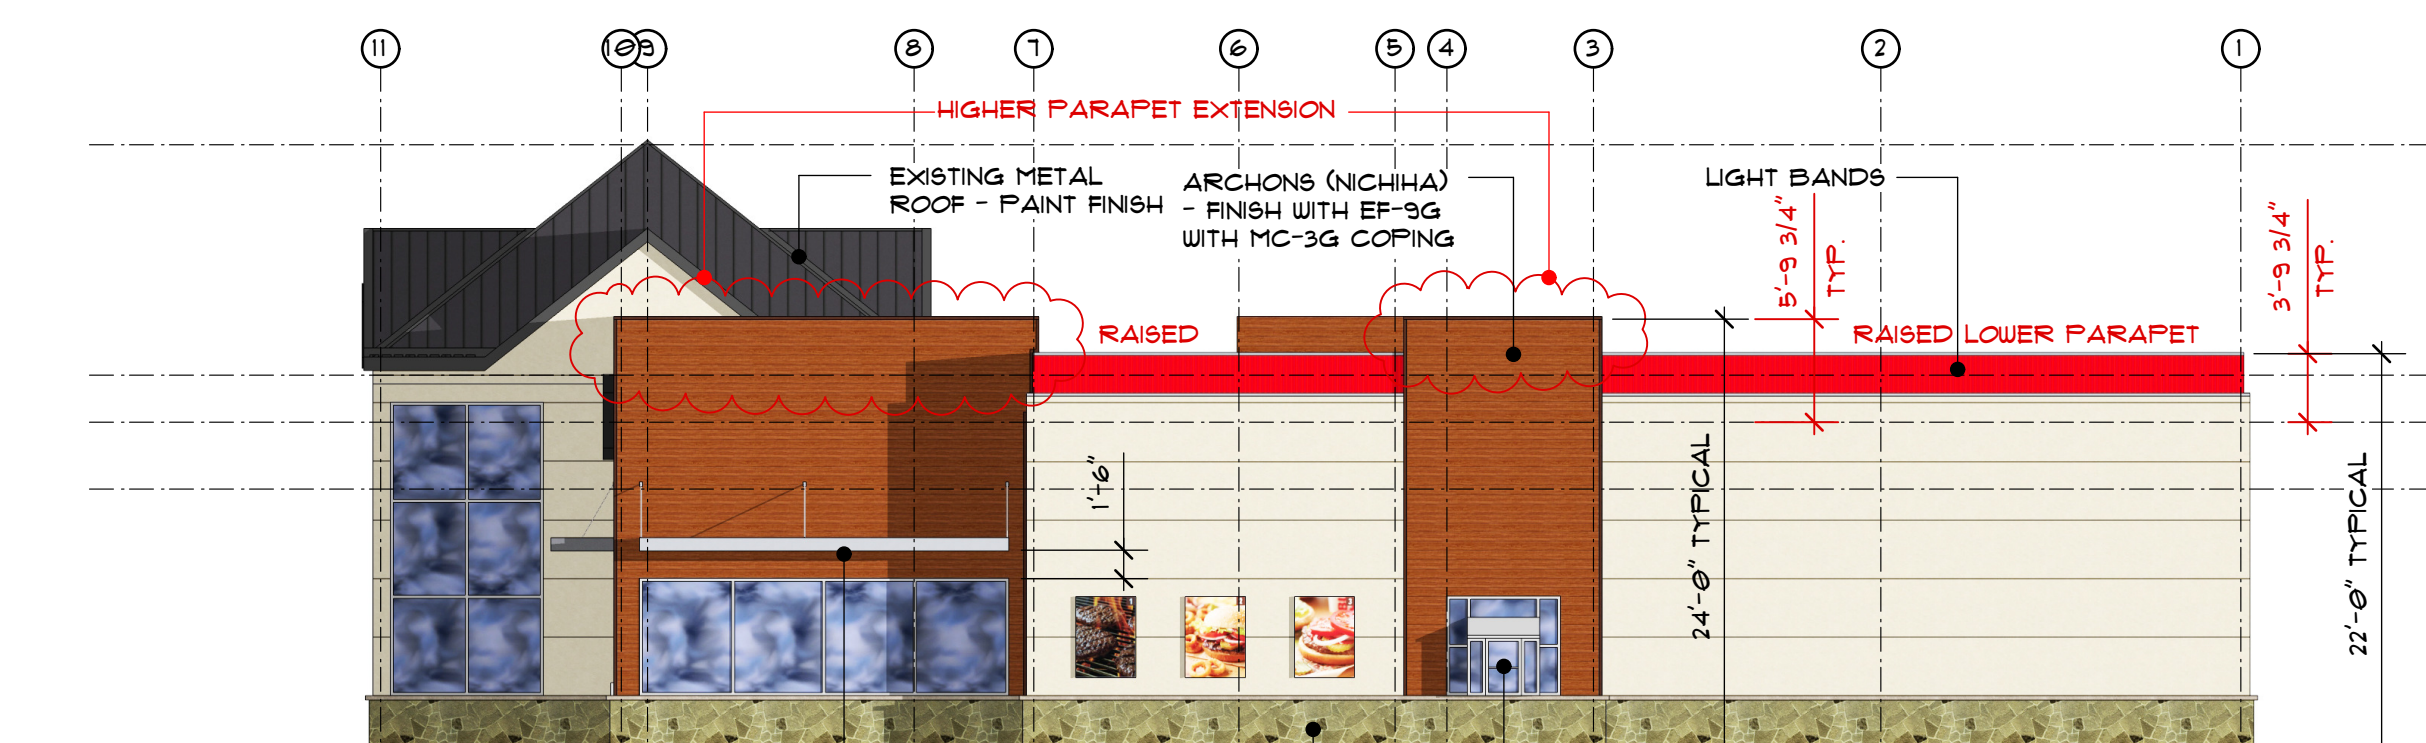 11 10 9 8 7 6 5 4 3 2 1
HIGHER PARAPET EXTENSION
EXISTING METAL
ROOF - PAINT FINISH
ARCHONS (NICHIHA)
- FINISH WITH EF-9G
WITH MC-3G COPING
LIGHT BANDS
5'-9 3/4"
TYP.
3'-9 3/4"
TYP.
RAISED
RAISED LOWER PARAPET
1'-6"
24'-0" TYPICAL
22'-0" TYPICAL